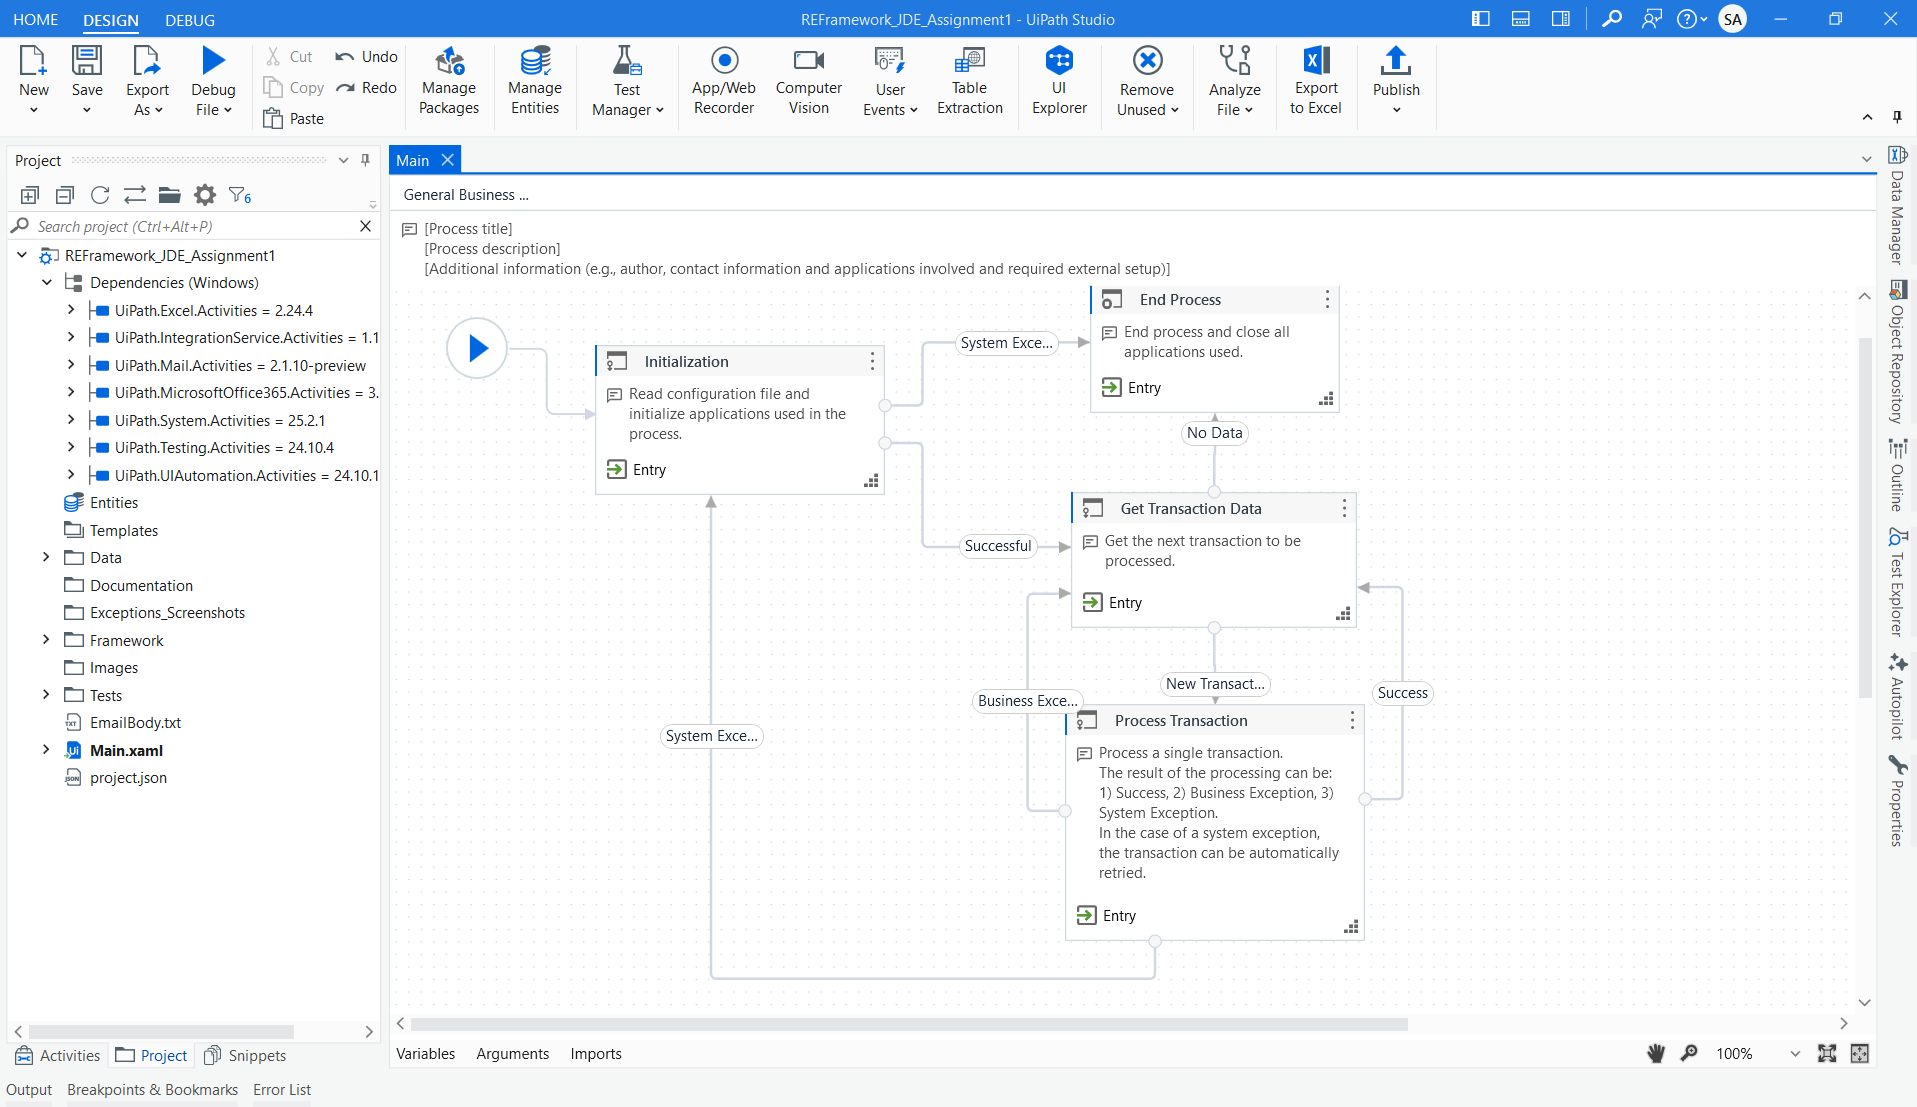 HOME DESIGN DEBUG
REFramework_JDE_Assignment1 - UiPath Studio
SA
New
Save
Export As
Debug File
Cut
Copy
Paste
Undo
Redo
Manage Packages
Manage Entities
Test Manager
App/Web Recorder
Computer Vision
User Events
Table Extraction
UI Explorer
Remove Unused
Analyze File
Export to Excel
Publish
Project
6
Search project (Ctrl+Alt+P)
REFramework_JDE_Assignment1
Dependencies (Windows)
UiPath.Excel.Activities = 2.24.4
UiPath.IntegrationService.Activities = 1.1
UiPath.Mail.Activities = 2.1.10-preview
UiPath.MicrosoftOffice365.Activities = 3.
UiPath.System.Activities = 25.2.1
UiPath.Testing.Activities = 24.10.4
UiPath.UIAutomation.Activities = 24.10.1
Entities
Templates
Data
Documentation
Exceptions_Screenshots
Framework
Images
Tests
EmailBody.txt
Main.xaml
project.json
Activities
Project
Snippets
Output
Breakpoints & Bookmarks
Error List
Main
General Business ...
[Process title]
[Process description]
[Additional information (e.g., author, contact information and applications involved and required external setup)]
Initialization
Read configuration file and
initialize applications used in the
process.
Entry
System Exce...
End Process
End process and close all
applications used.
Entry
No Data
Successful
Get Transaction Data
Get the next transaction to be
processed.
Entry
New Transact...
Business Exce...
Success
System Exce...
Process Transaction
Process a single transaction.
The result of the processing can be:
1) Success, 2) Business Exception, 3)
System Exception.
In the case of a system exception,
the transaction can be automatically
retried.
Entry
Variables
Arguments
Imports
100%
Data Manager
Object Repository
Outline
Test Explorer
Autopilot
Properties